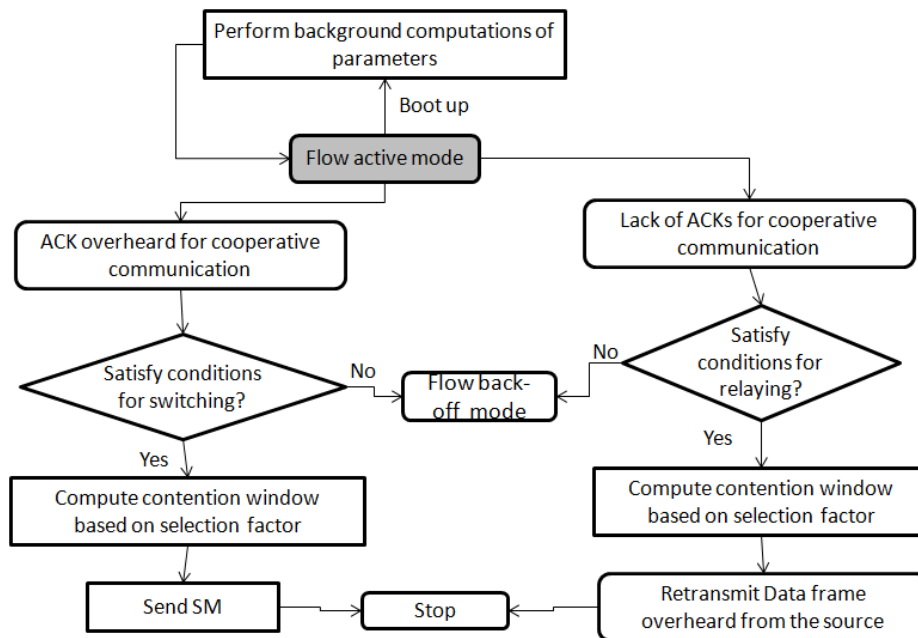 Perform background computations of
parameters
Boot up
Flow active mode
ACK overheard for cooperative
communication
Lack of ACKs for cooperative
communication
Satisfy conditions
for switching?
No
Flow back-
off mode
No
Satisfy
conditions for
relaying?
Yes
Yes
Compute contention window
based on selection factor
Compute contention window
based on selection factor
Send SM
Stop
Retransmit Data frame
overheard from the source